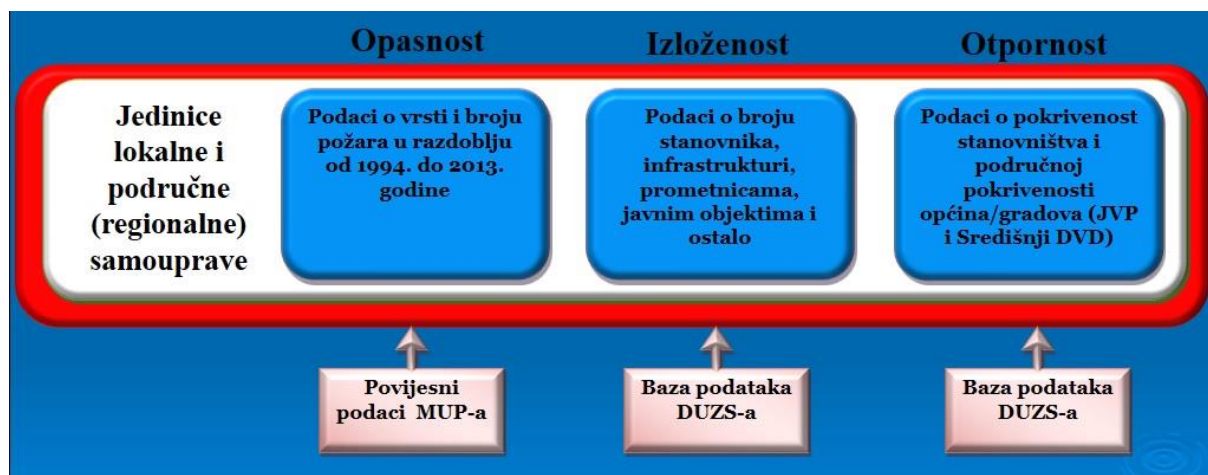 Opasnost
Izloženost
Otpornost
Jedinice
lokalne i
područne
(regionalne)
samouprave
Podaci o vrsti i broju
požara u razdoblju
od 1994. do 2013.
godine
Podaci o broju
stanovnika,
infrastrukturi,
prometnicama,
javnim objektima i
ostalo
Podaci o pokrivenost
stanovništva i
područnoj
pokrivenosti
općina/gradova (JVP
i Središnji DVD)
Povijesni
podaci MUP-a
Baza podataka
DUZS-a
Baza podataka
DUZS-a